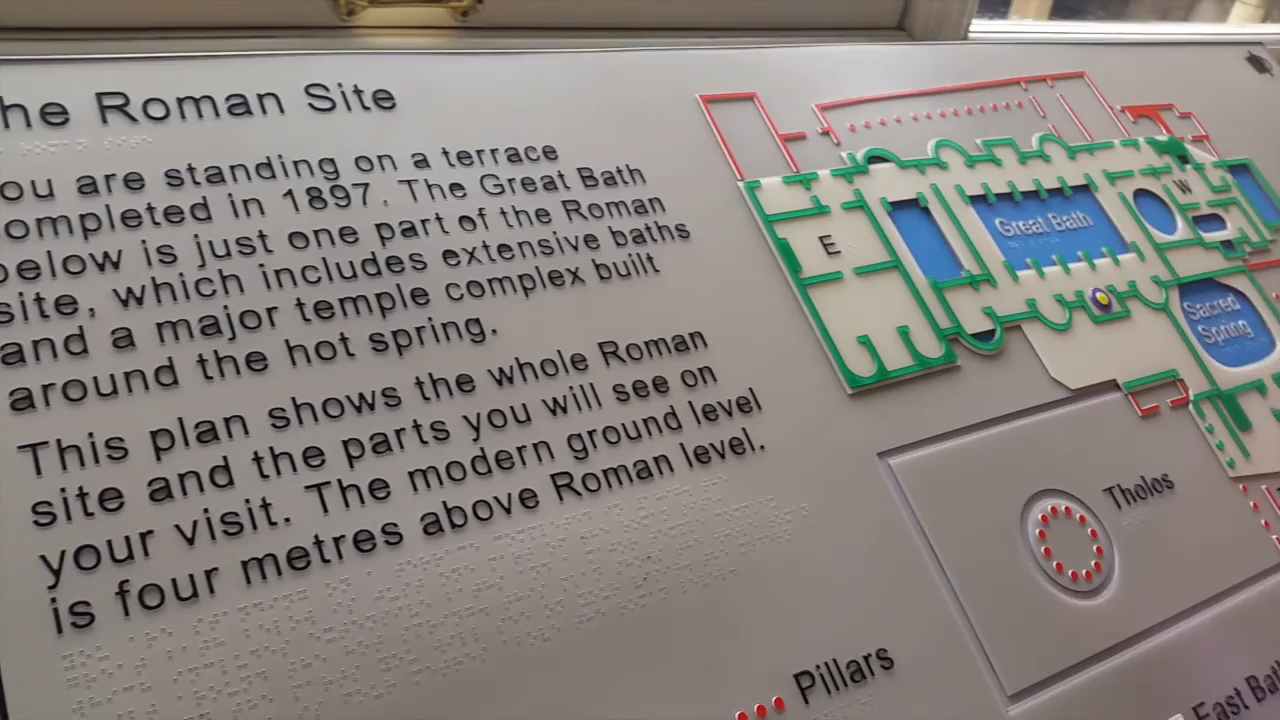 he Roman Site
ou are standing on a terrace
ompleted in 1897. The Great Bath
below is just one part of the Roman
site, which includes extensive baths
and a major temple complex built
around the hot spring.
This plan shows the whole Roman
site and the parts you will see on
your visit. The modern ground level
is four metres above Roman level.
E
Great Bath
W
Sacred
Spring
Tholos
Pillars
East Bat